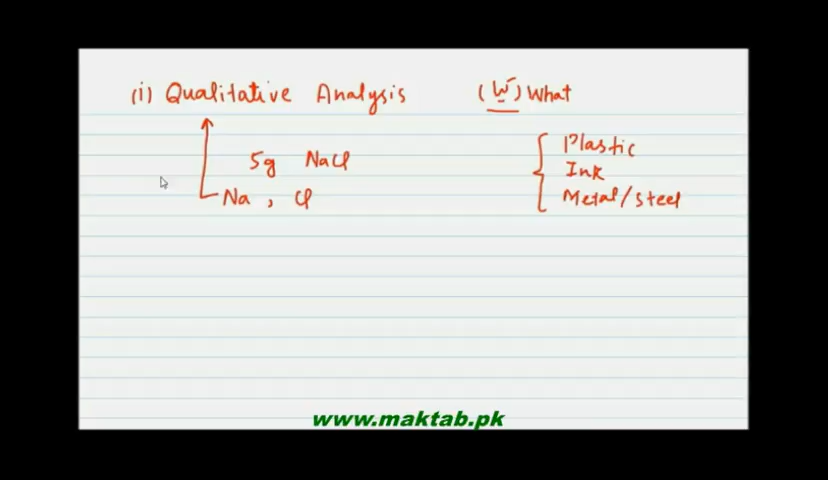 (i) Qualitative Analysis (کیا) What
5g NaCl
Na , Cl
Plastic
Ink
Metal/Steel
www.maktab.pk